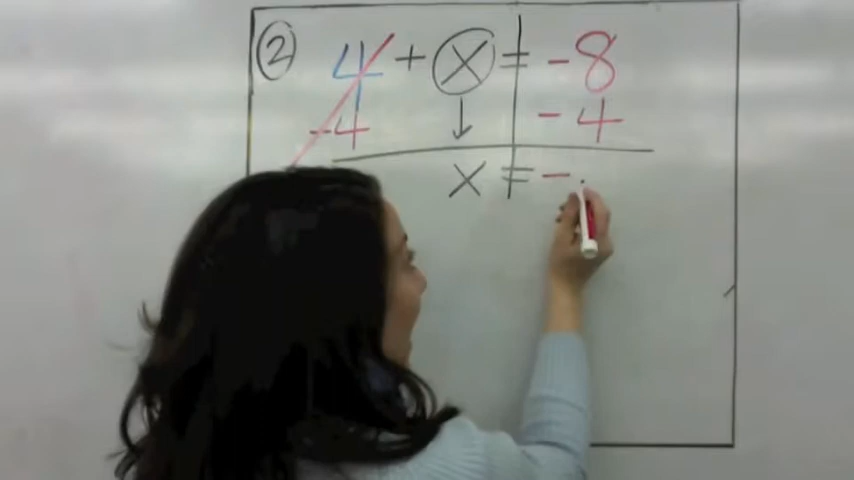 ② 4 + x = -8
-4 ↓ -4
x = -